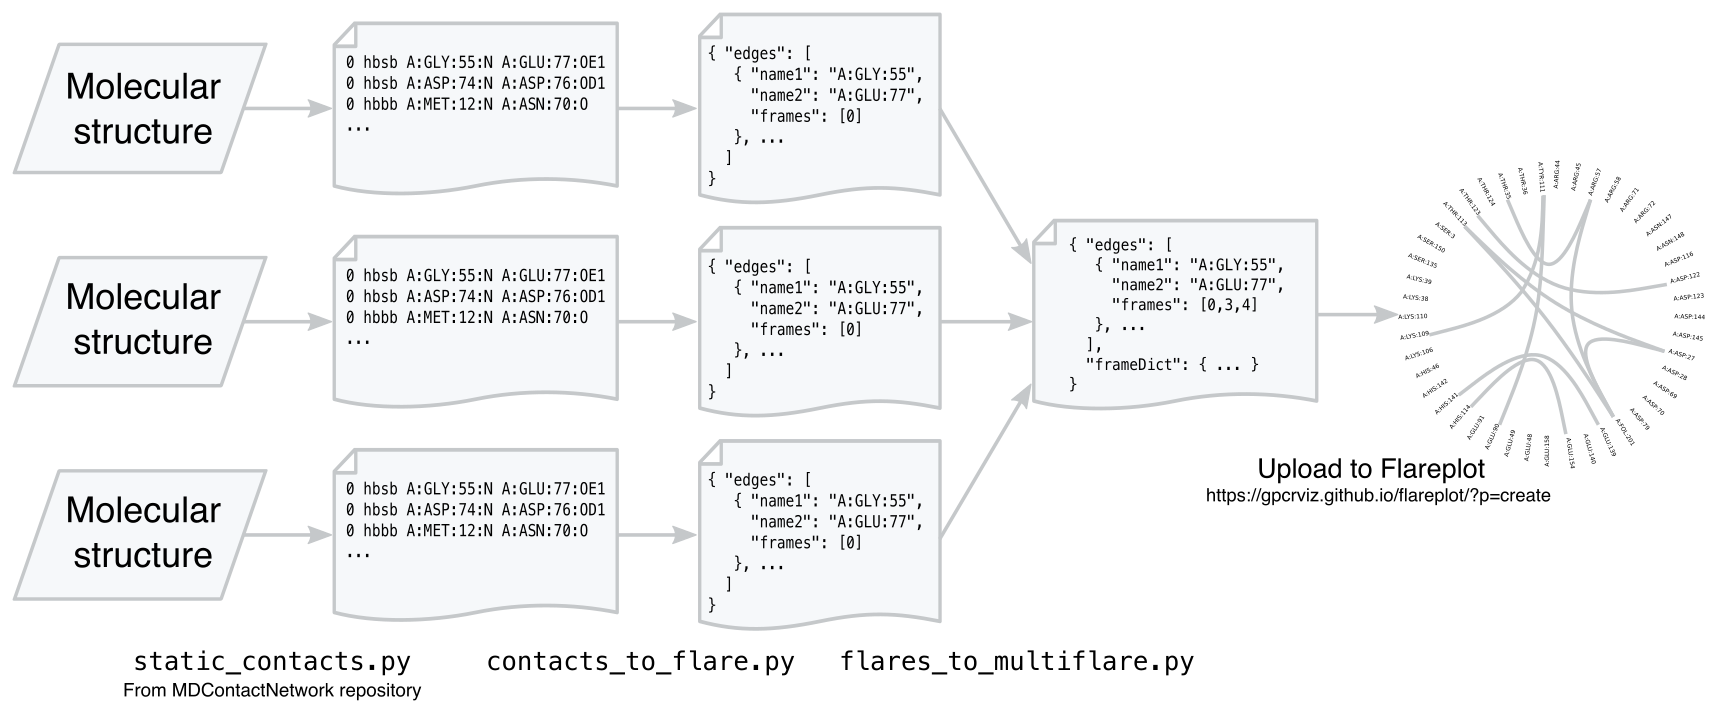 Molecular
structure
0 hbsb A:GLY:55:N A:GLU:77:OE1
0 hbsb A:ASP:74:N A:ASP:76:OD1
0 hbbb A:MET:12:N A:ASN:70:O
...
{ "edges": [
{ "name1": "A:GLY:55",
"name2": "A:GLU:77",
"frames": [0]
}, ...
]
}
Molecular
structure
0 hbsb A:GLY:55:N A:GLU:77:OE1
0 hbsb A:ASP:74:N A:ASP:76:OD1
0 hbbb A:MET:12:N A:ASN:70:O
...
{ "edges": [
{ "name1": "A:GLY:55",
"name2": "A:GLU:77",
"frames": [0]
}, ...
]
}
Molecular
structure
0 hbsb A:GLY:55:N A:GLU:77:OE1
0 hbsb A:ASP:74:N A:ASP:76:OD1
0 hbbb A:MET:12:N A:ASN:70:O
...
{ "edges": [
{ "name1": "A:GLY:55",
"name2": "A:GLU:77",
"frames": [0]
}, ...
]
}
{ "edges": [
{ "name1": "A:GLY:55",
"name2": "A:GLU:77",
"frames": [0,3,4]
}, ...
],
"frameDict": { ... }
}
A:TYR:111
A:ARG:44
A:ARG:45
A:ARG:57
A:ARG:58
A:ARG:71
A:ARG:72
A:ASN:147
A:ASN:148
A:ASP:116
A:ASP:122
A:ASP:123
A:ASP:144
A:ASP:145
A:ASP:27
A:ASP:28
A:ASP:69
A:ASP:70
A:ASP:79
A:FOL:201
A:GLU:139
A:GLU:140
A:GLU:154
A:GLU:158
A:GLU:48
A:GLU:49
A:GLU:90
A:GLU:91
A:HIS:114
A:HIS:141
A:HIS:142
A:HIS:46
A:LYS:106
A:LYS:109
A:LYS:110
A:LYS:38
A:LYS:39
A:SER:135
A:SER:150
A:SER:3
A:THR:113
A:THR:123
A:THR:124
A:THR:35
A:THR:36
Upload to Flareplot
https://gpcrviz.github.io/flareplot/?p=create
static_contacts.py
From MDContactNetwork repository
contacts_to_flare.py
flares_to_multiflare.py